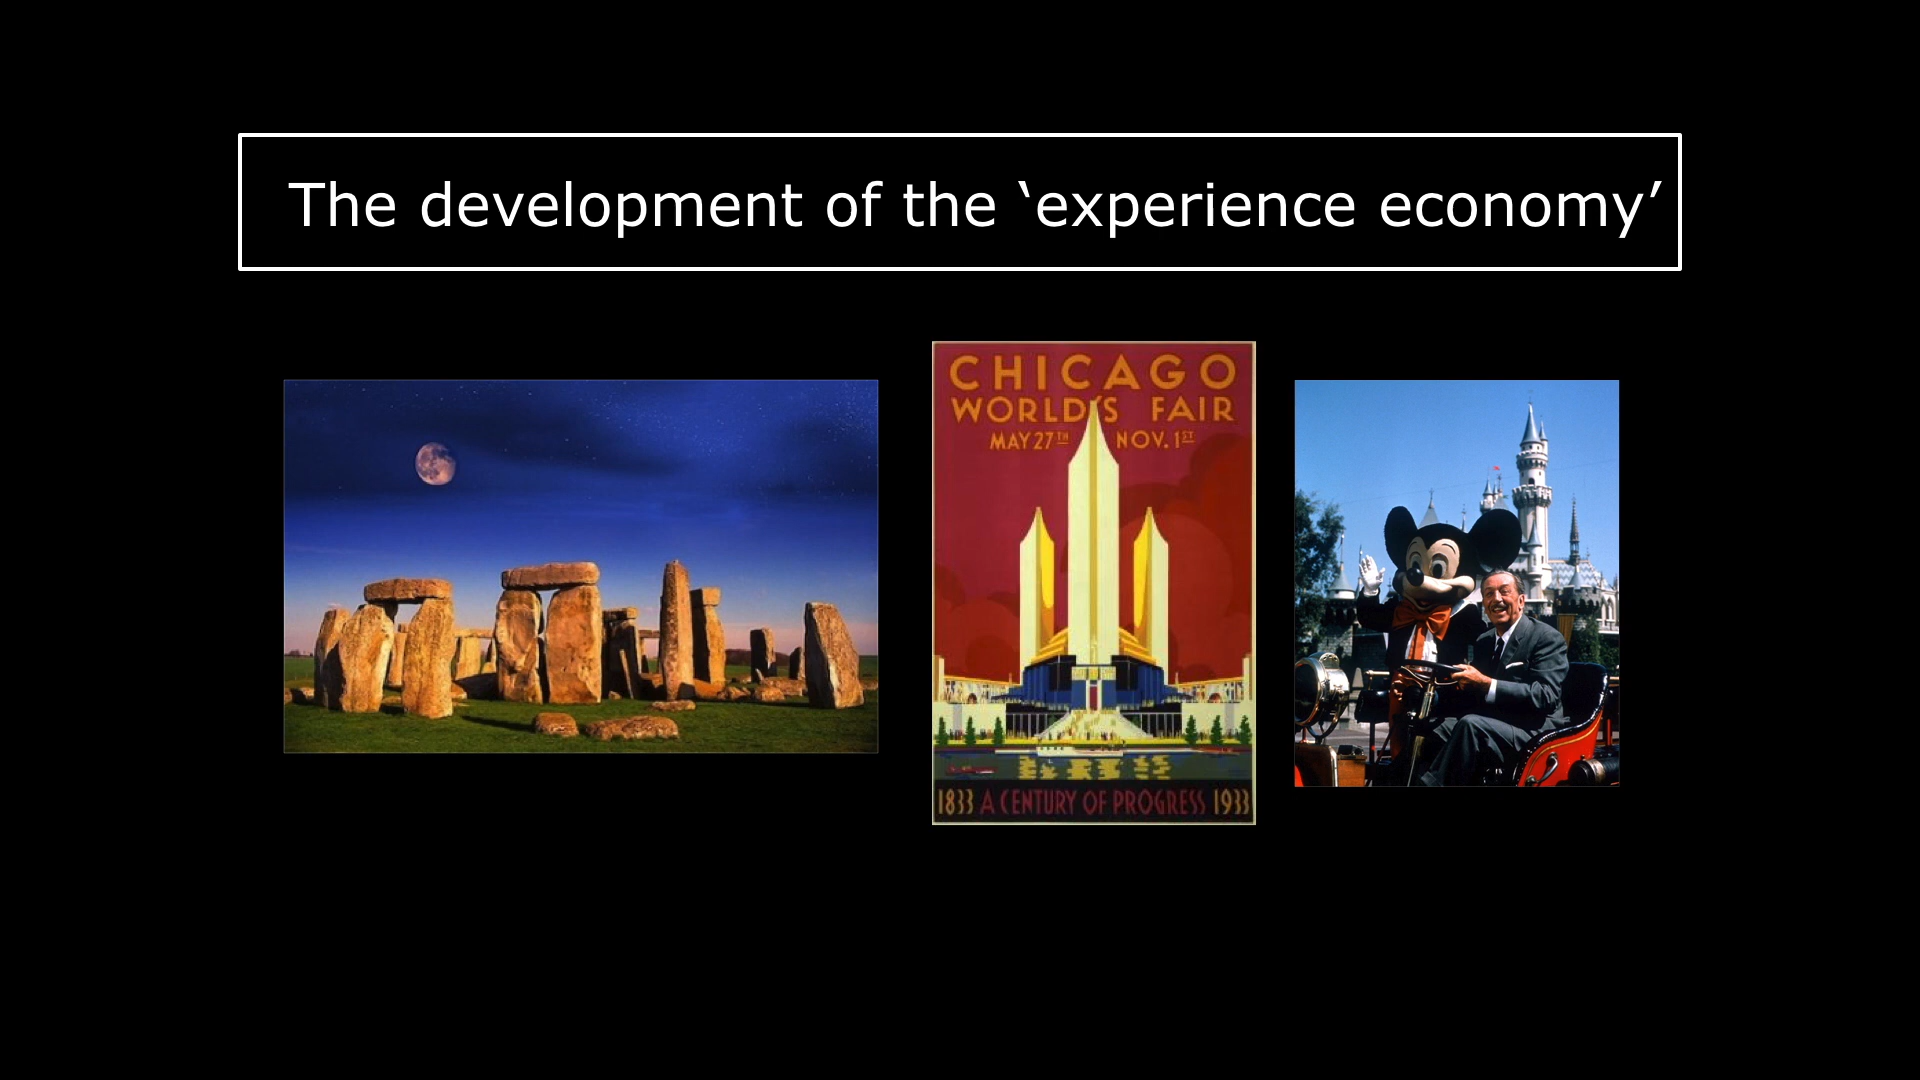 The development of the ‘experience economy’
CHICAGO
WORLD'S FAIR
MAY 27TH NOV. 1ST
1833 A CENTURY OF PROGRESS 1933